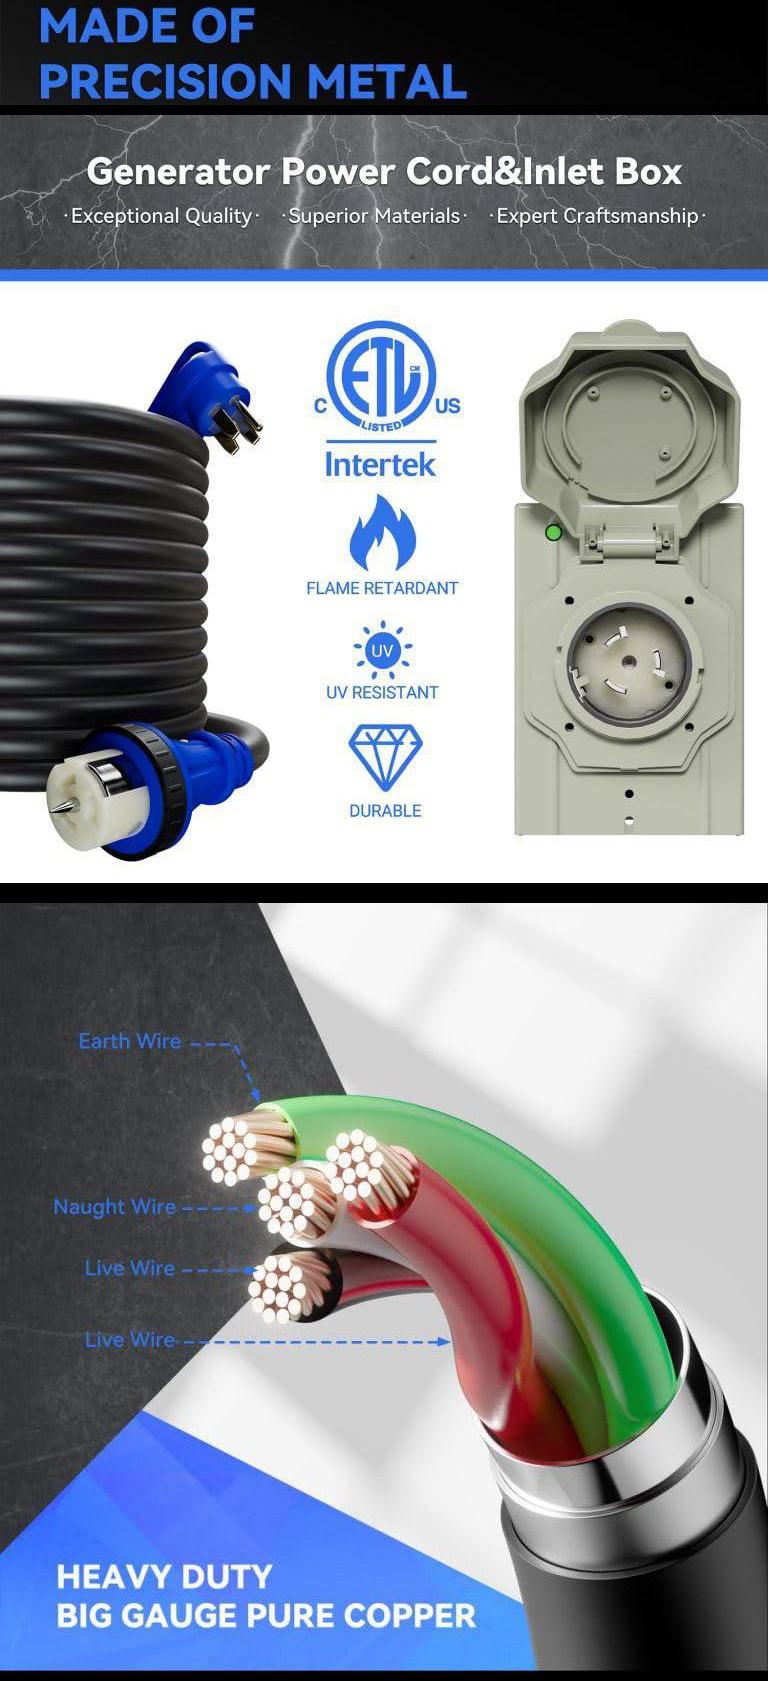 MADE OF
PRECISION METAL
Generator Power Cord&Inlet Box
·Exceptional Quality· ·Superior Materials· ·Expert Craftsmanship·
ETL CM
C US
LISTED
Intertek
FLAME RETARDANT
UV
UV RESISTANT
DURABLE
Earth Wire
Naught Wire
Live Wire
Live Wire
HEAVY DUTY
BIG GAUGE PURE COPPER